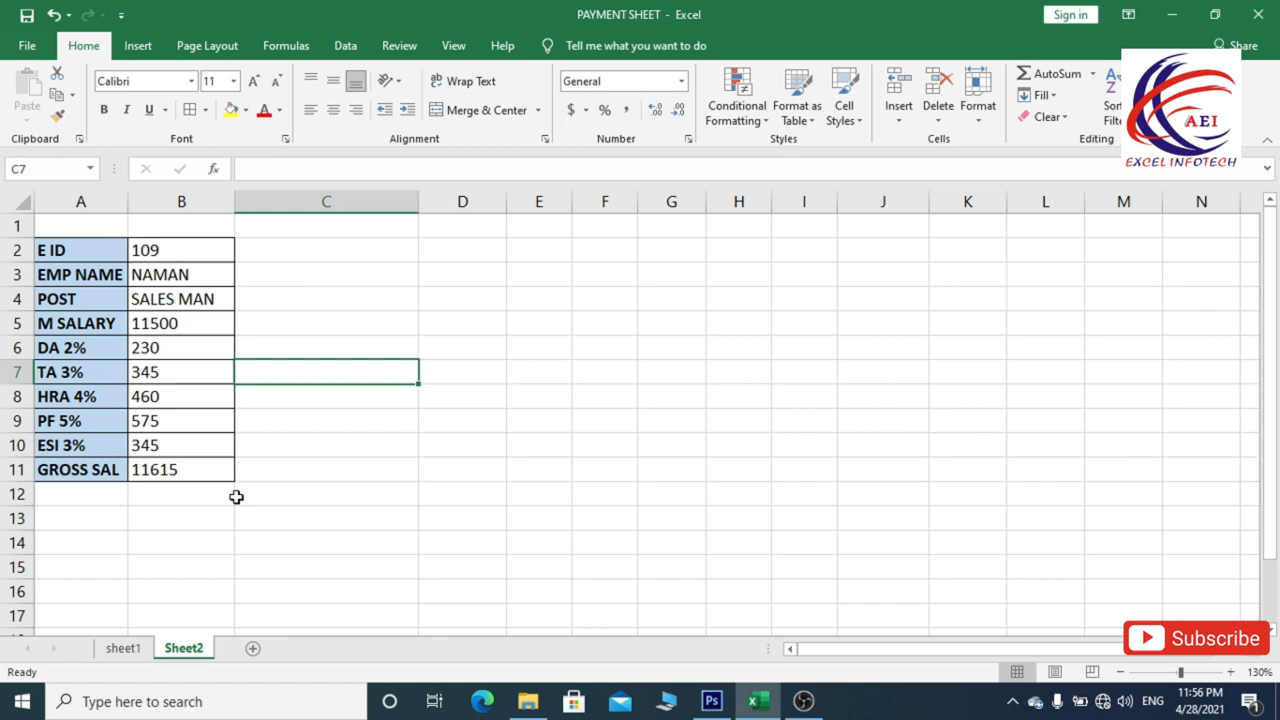 PAYMENT SHEET - Excel
Sign in
File Home Insert Page Layout Formulas Data Review View Help Tell me what you want to do Share
Paste
Clipboard
Calibri 11
B I U
Font
Wrap Text
Merge & Center
Alignment
General
$ % ,
Number
Conditional Formatting
Format as Table
Cell Styles
Styles
Insert Delete Format
Cells
AutoSum
Fill
Clear
Editing
AEI
EXCEL INFOTECH
C7
fx
A B C D E F G H I J K L M N
1
2 E ID 109
3 EMP NAME NAMAN
4 POST SALES MAN
5 M SALARY 11500
6 DA 2% 230
7 TA 3% 345
8 HRA 4% 460
9 PF 5% 575
10 ESI 3% 345
11 GROSS SAL 11615
12
13
14
15
16
17
sheet1 Sheet2
Subscribe
Ready
130%
Type here to search
Ps
ENG
11:56 PM
4/28/2021